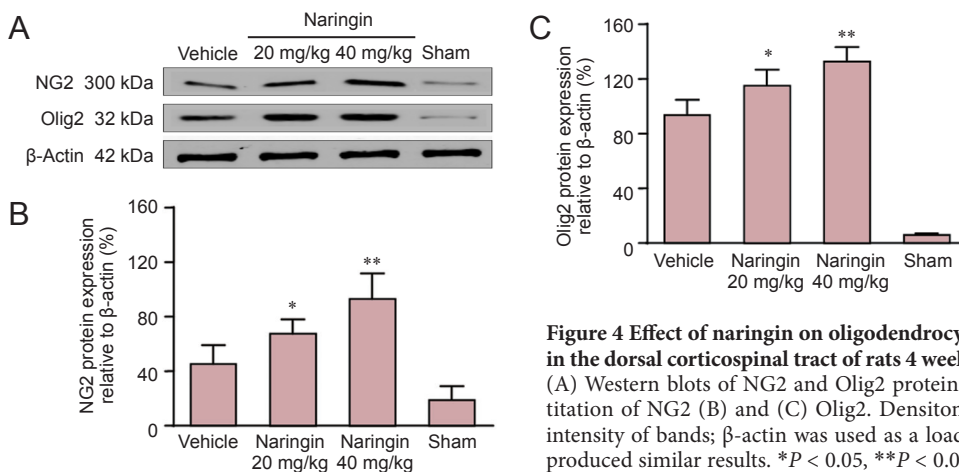 A
Naringin
Vehicle 20 mg/kg 40 mg/kg Sham
NG2 300 kDa
Olig2 32 kDa
β-Actin 42 kDa
B
NG2 protein expression
relative to β-actin (%)
160
120
80
40
0
*
**
Vehicle Naringin Naringin Sham
20 mg/kg 40 mg/kg
C
Olig2 protein expression
relative to β-actin (%)
160
120
80
40
0
*
**
Vehicle Naringin Naringin Sham
20 mg/kg 40 mg/kg
Figure 4 Effect of naringin on oligodendrocy
in the dorsal corticospinal tract of rats 4 week
(A) Western blots of NG2 and Olig2 protein
titation of NG2 (B) and (C) Olig2. Densiton
intensity of bands; β-actin was used as a load
produced similar results. *P < 0.05, **P < 0.0